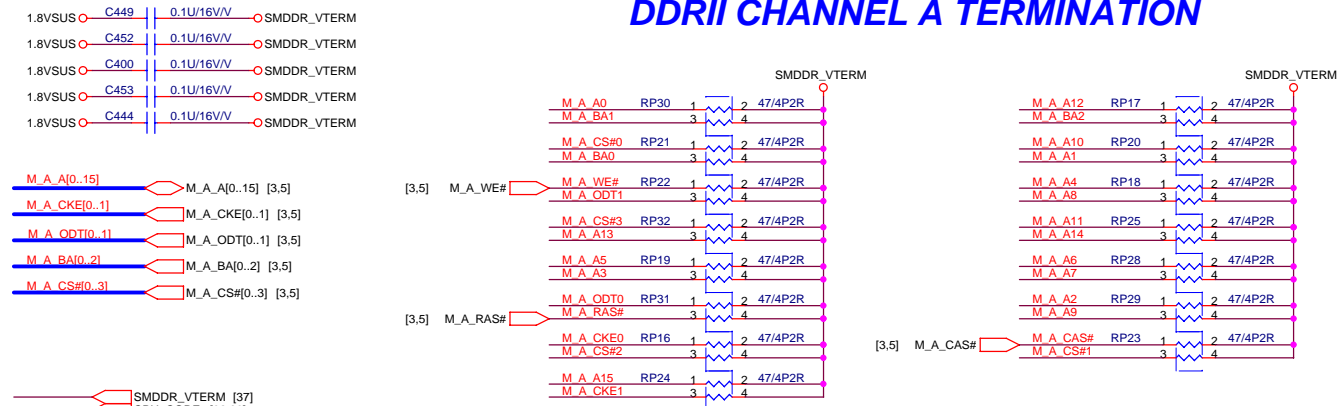 DDRII CHANNEL A TERMINATION
1.8VSUS C449 0.1U/16V/V SMDDR_VTERM
1.8VSUS C452 0.1U/16V/V SMDDR_VTERM
1.8VSUS C400 0.1U/16V/V SMDDR_VTERM
1.8VSUS C453 0.1U/16V/V SMDDR_VTERM
1.8VSUS C444 0.1U/16V/V SMDDR_VTERM
M_A_A[0..15] M_A_A[0..15] [3,5]
M_A_CKE[0..1] M_A_CKE[0..1] [3,5]
M_A_ODT[0..1] M_A_ODT[0..1] [3,5]
M_A_BA[0..2] M_A_BA[0..2] [3,5]
M_A_CS#[0..3] M_A_CS#[0..3] [3,5]
SMDDR_VTERM [37]
SMDDR_VTERM
M_A_A0 RP30 1 2 47/4P2R
M_A_BA1 3 4
M_A_CS#0 RP21 1 2 47/4P2R
M_A_BA0 3 4
[3,5] M_A_WE# M_A_WE# RP22 1 2 47/4P2R
M_A_ODT1 3 4
M_A_CS#3 RP32 1 2 47/4P2R
M_A_A13 3 4
M_A_A5 RP19 1 2 47/4P2R
M_A_A3 3 4
M_A_ODT0 RP31 1 2 47/4P2R
[3,5] M_A_RAS# M_A_RAS# 3 4
M_A_CKE0 RP16 1 2 47/4P2R
M_A_CS#2 3 4
M_A_A15 RP24 1 2 47/4P2R
M_A_CKE1 3 4
SMDDR_VTERM
M_A_A12 RP17 1 2 47/4P2R
M_A_BA2 3 4
M_A_A10 RP20 1 2 47/4P2R
M_A_A1 3 4
M_A_A4 RP18 1 2 47/4P2R
M_A_A8 3 4
M_A_A11 RP25 1 2 47/4P2R
M_A_A14 3 4
M_A_A6 RP28 1 2 47/4P2R
M_A_A7 3 4
M_A_A2 RP29 1 2 47/4P2R
M_A_A9 3 4
[3,5] M_A_CAS# M_A_CAS# RP23 1 2 47/4P2R
M_A_CS#1 3 4